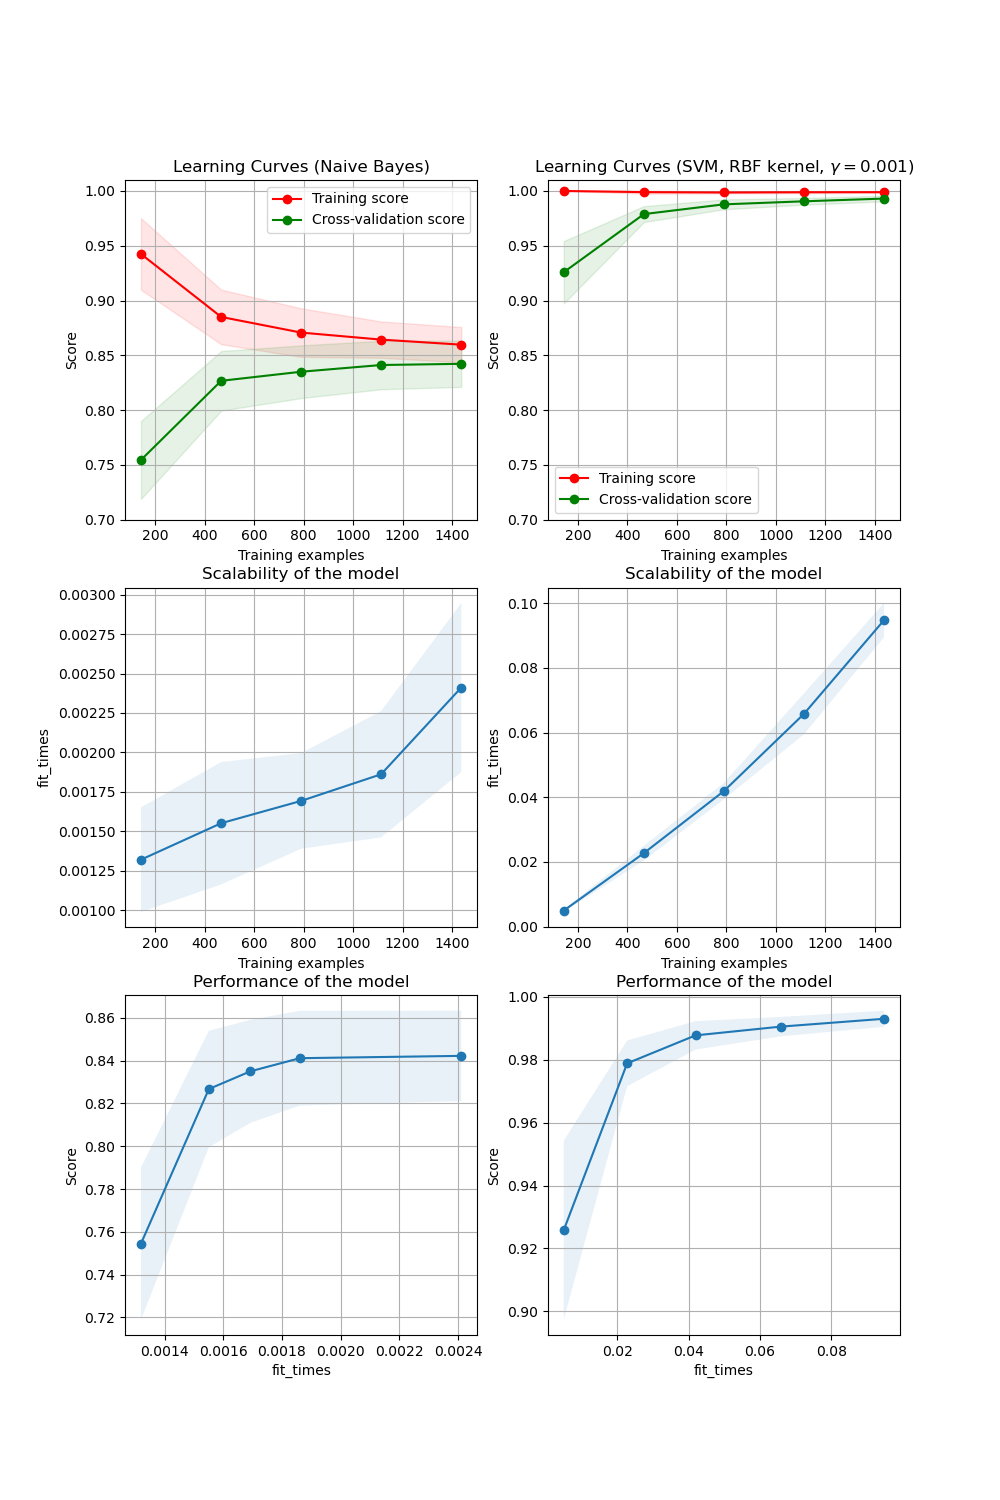 Learning Curves (Naive Bayes)
Score
1.00
0.95
0.90
0.85
0.80
0.75
0.70
Training score
Cross-validation score
200 400 600 800 1000 1200 1400
Training examples
Learning Curves (SVM, RBF kernel, γ = 0.001)
Score
1.00
0.95
0.90
0.85
0.80
0.75
0.70
Training score
Cross-validation score
200 400 600 800 1000 1200 1400
Training examples
Scalability of the model
fit_times
0.00300
0.00275
0.00250
0.00225
0.00200
0.00175
0.00150
0.00125
0.00100
200 400 600 800 1000 1200 1400
Training examples
Scalability of the model
fit_times
0.10
0.08
0.06
0.04
0.02
0.00
200 400 600 800 1000 1200 1400
Training examples
Performance of the model
Score
0.86
0.84
0.82
0.80
0.78
0.76
0.74
0.72
0.0014 0.0016 0.0018 0.0020 0.0022 0.0024
fit_times
Performance of the model
Score
1.00
0.98
0.96
0.94
0.92
0.90
0.02 0.04 0.06 0.08
fit_times